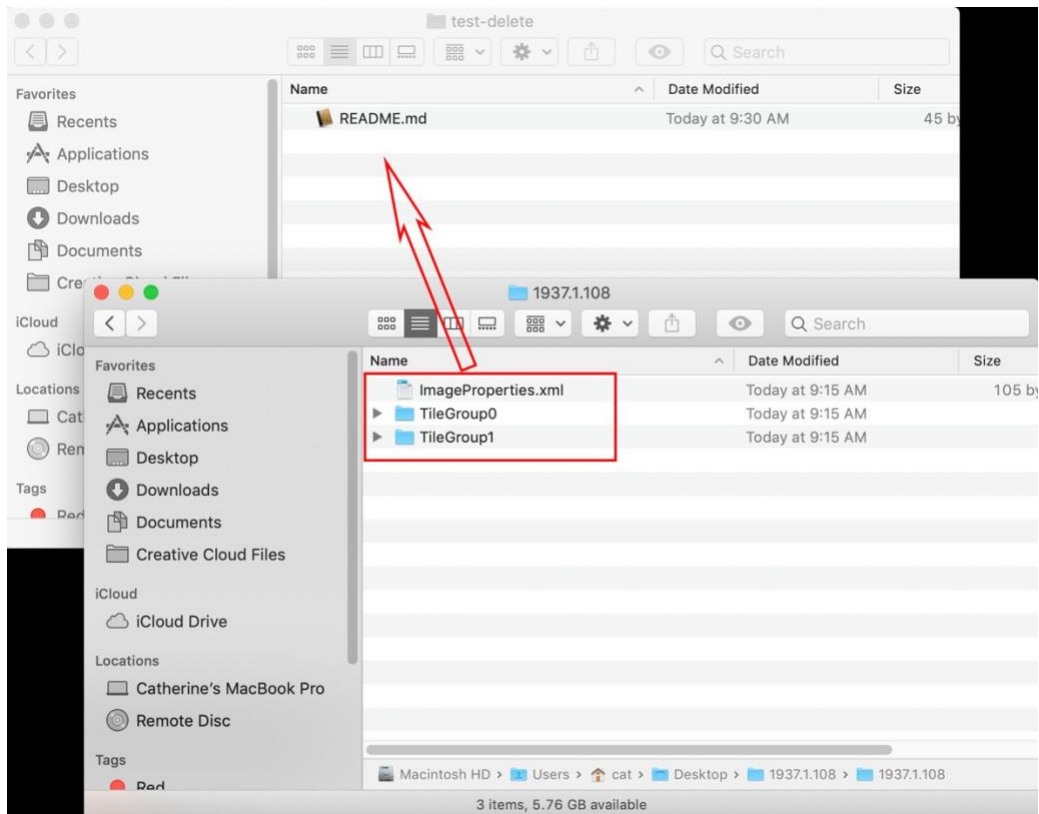 test-delete
Search
Favorites
Recents
Applications
Desktop
Downloads
Documents
iCloud
Locations
Tags
Name Date Modified Size
README.md Today at 9:30 AM 45
1937.1.108
Search
Favorites
Recents
Applications
Desktop
Downloads
Documents
Creative Cloud Files
iCloud
iCloud Drive
Locations
Catherine's MacBook Pro
Remote Disc
Tags
Red
Name Date Modified Size
ImageProperties.xml Today at 9:15 AM 105
TileGroup0 Today at 9:15 AM
TileGroup1 Today at 9:15 AM
Macintosh HD › Users › cat › Desktop › 1937.1.108 › 1937.1.108
3 items, 5.76 GB available